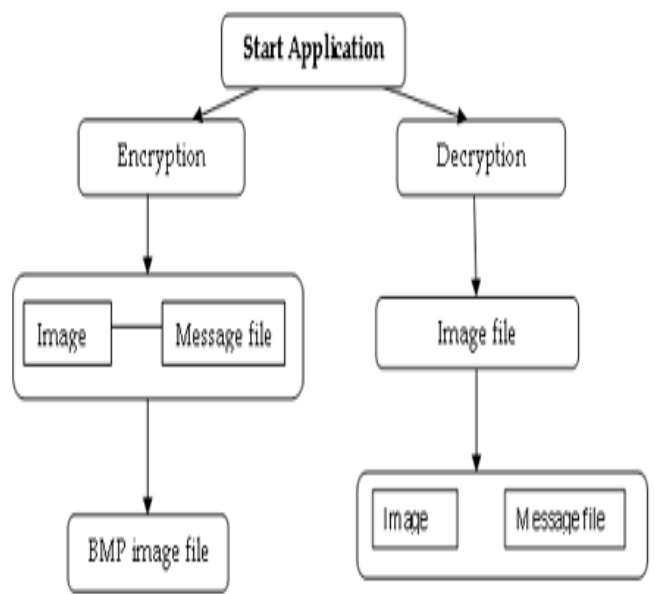 Start Application
Encryption
Decryption
Image
Message file
Image file
BMP image file
Image
Message file